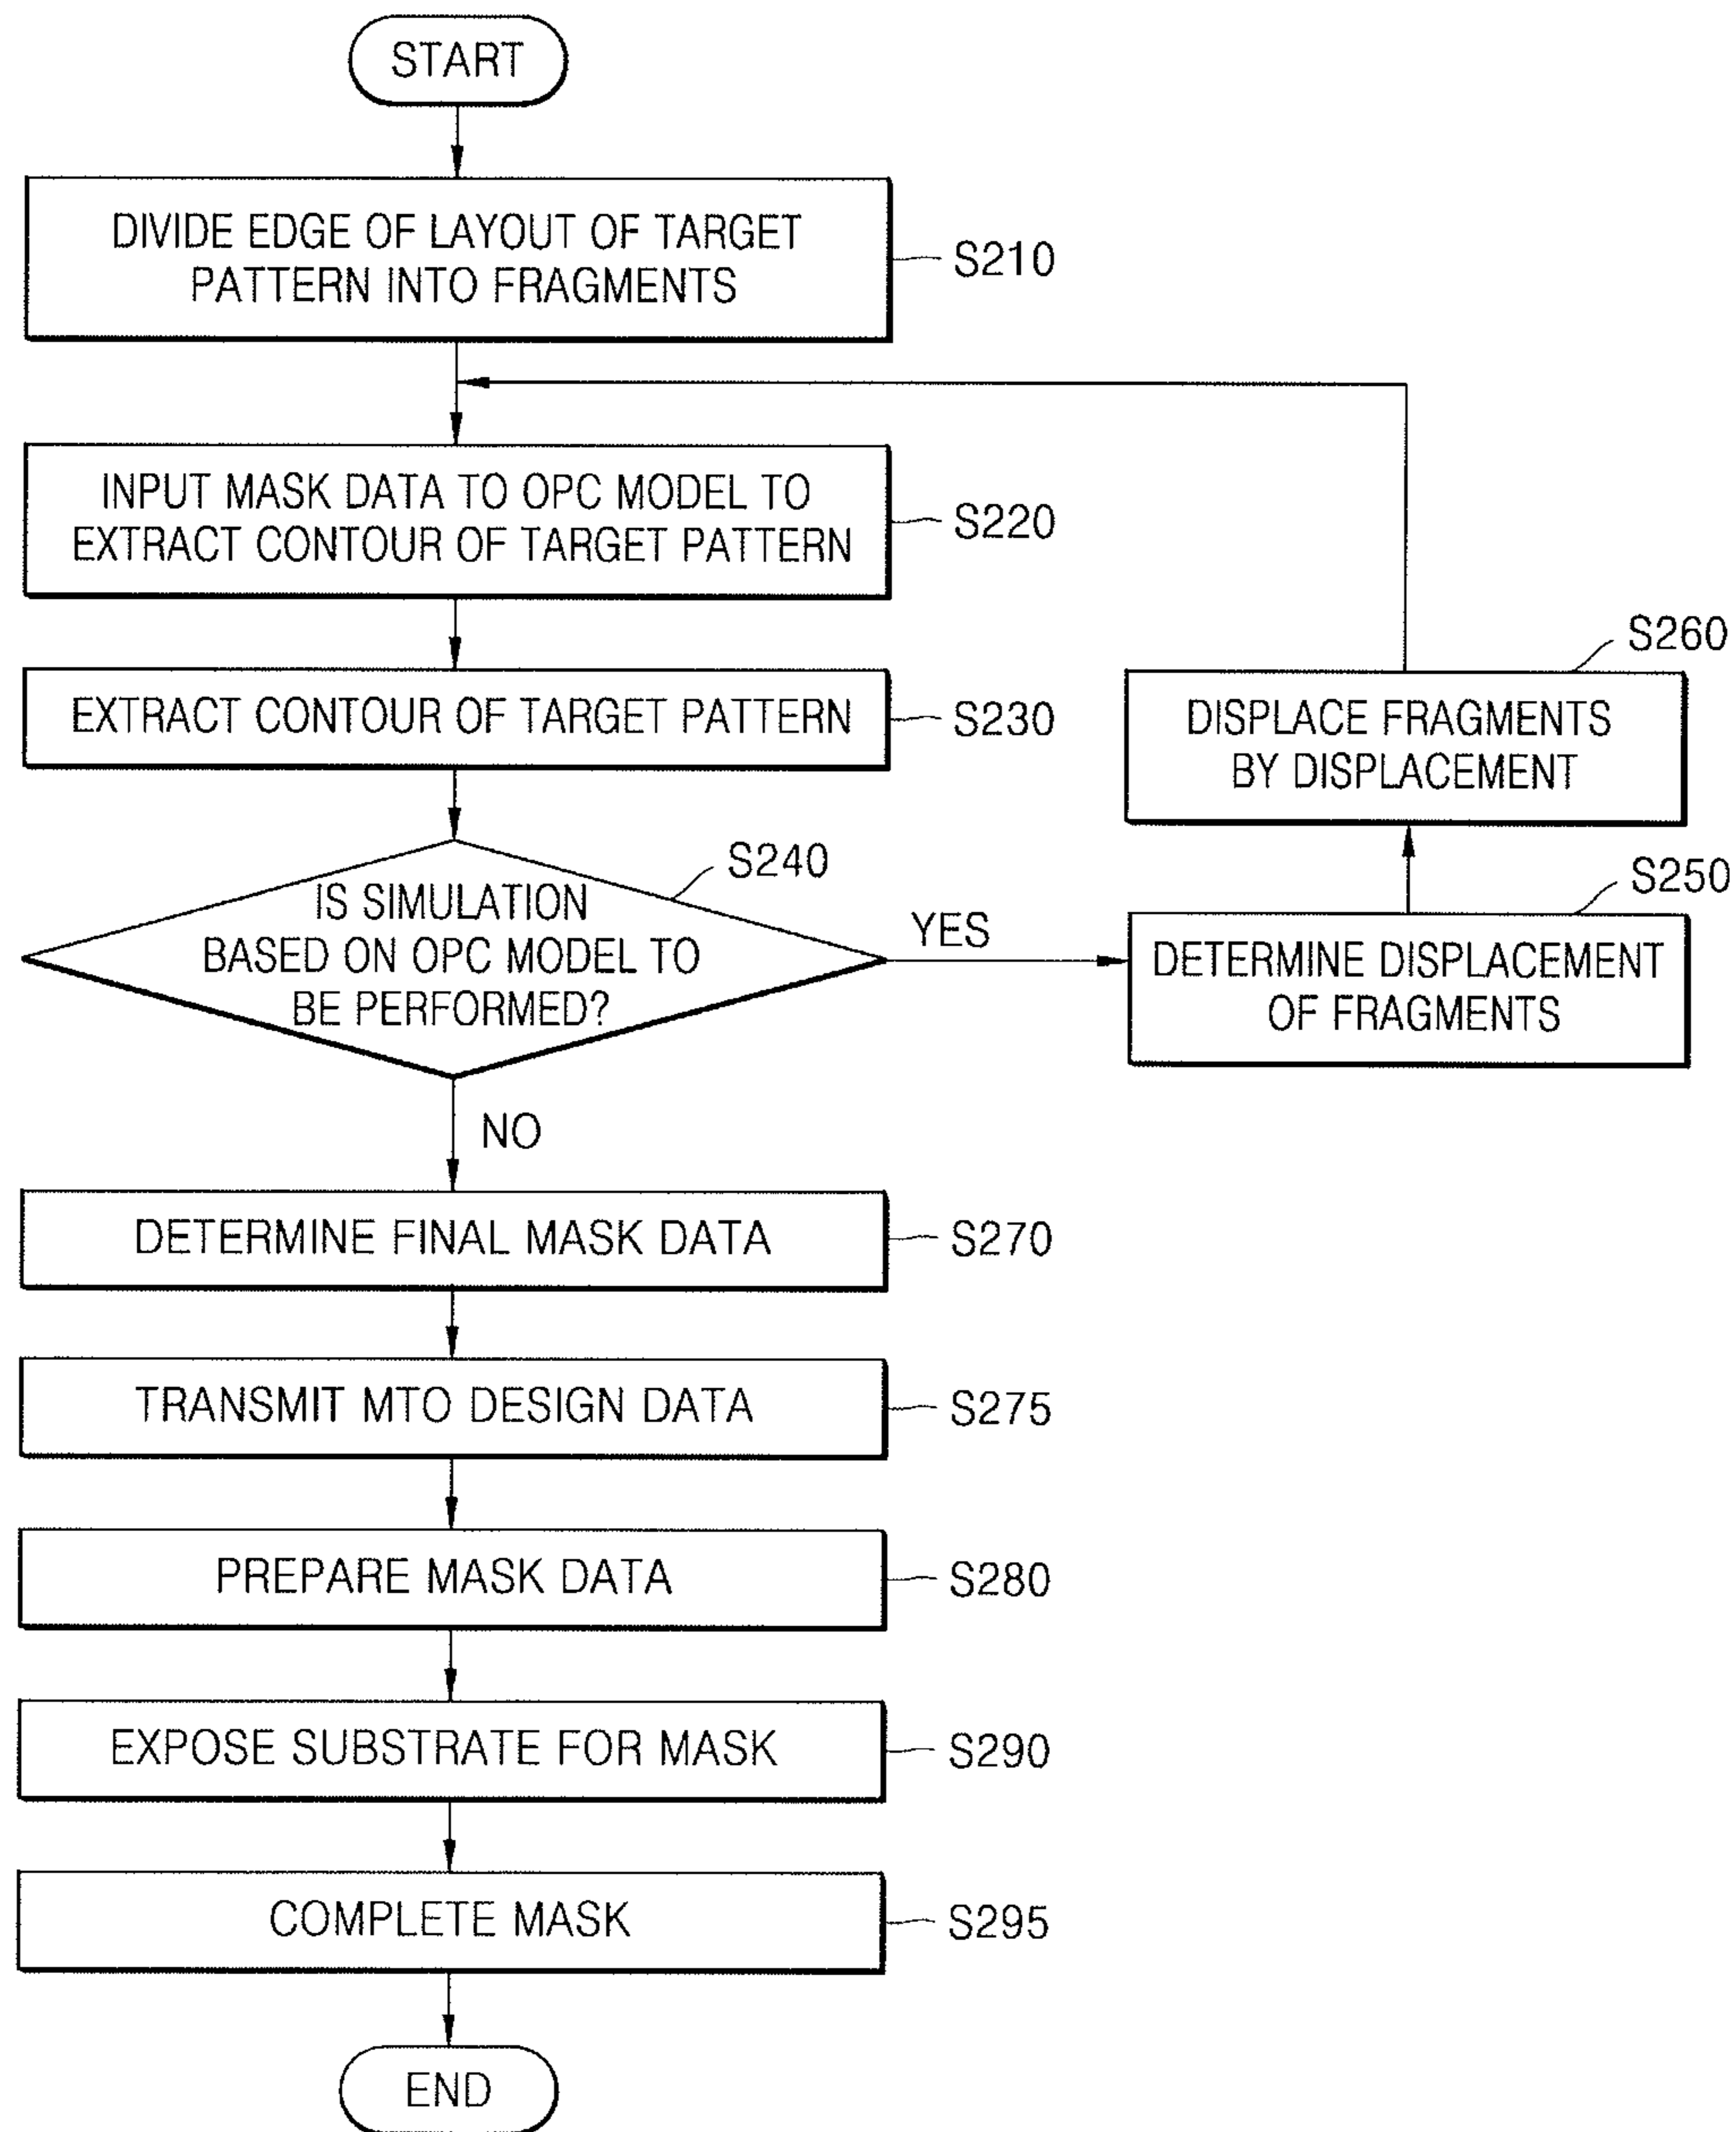 START
DIVIDE EDGE OF LAYOUT OF TARGET
PATTERN INTO FRAGMENTS
S210
INPUT MASK DATA TO OPC MODEL TO
EXTRACT CONTOUR OF TARGET PATTERN
S220
EXTRACT CONTOUR OF TARGET PATTERN
S230
S260
DISPLACE FRAGMENTS
BY DISPLACEMENT
S240
IS SIMULATION
BASED ON OPC MODEL TO
BE PERFORMED?
YES
S250
DETERMINE DISPLACEMENT
OF FRAGMENTS
NO
DETERMINE FINAL MASK DATA
S270
TRANSMIT MTO DESIGN DATA
S275
PREPARE MASK DATA
S280
EXPOSE SUBSTRATE FOR MASK
S290
COMPLETE MASK
S295
END